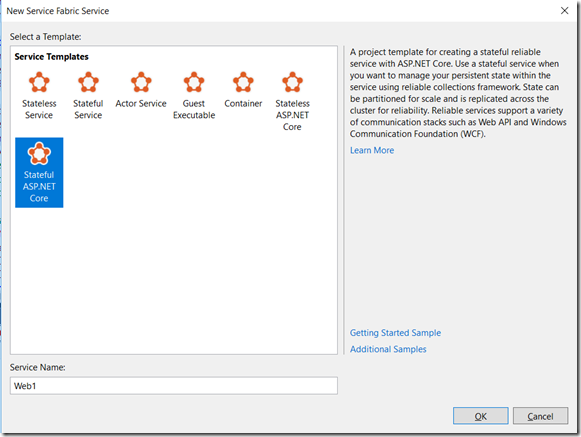 New Service Fabric Service
Select a Template:
Service Templates
Stateless
Service
Stateful
Service
Actor Service
Guest
Executable
Container
Stateless
ASP.NET
Core
Stateful
ASP.NET
Core
A project template for creating a stateful reliable
service with ASP.NET Core. Use a stateful service when
you want to manage your persistent state within the
service using reliable collections framework. State can
be partitioned for scale and is replicated across the
cluster for reliability. Reliable services support a variety
of communication stacks such as Web API and Windows
Communication Foundation (WCF).
Learn More
Getting Started Sample
Additional Samples
Service Name:
Web1
OK
Cancel